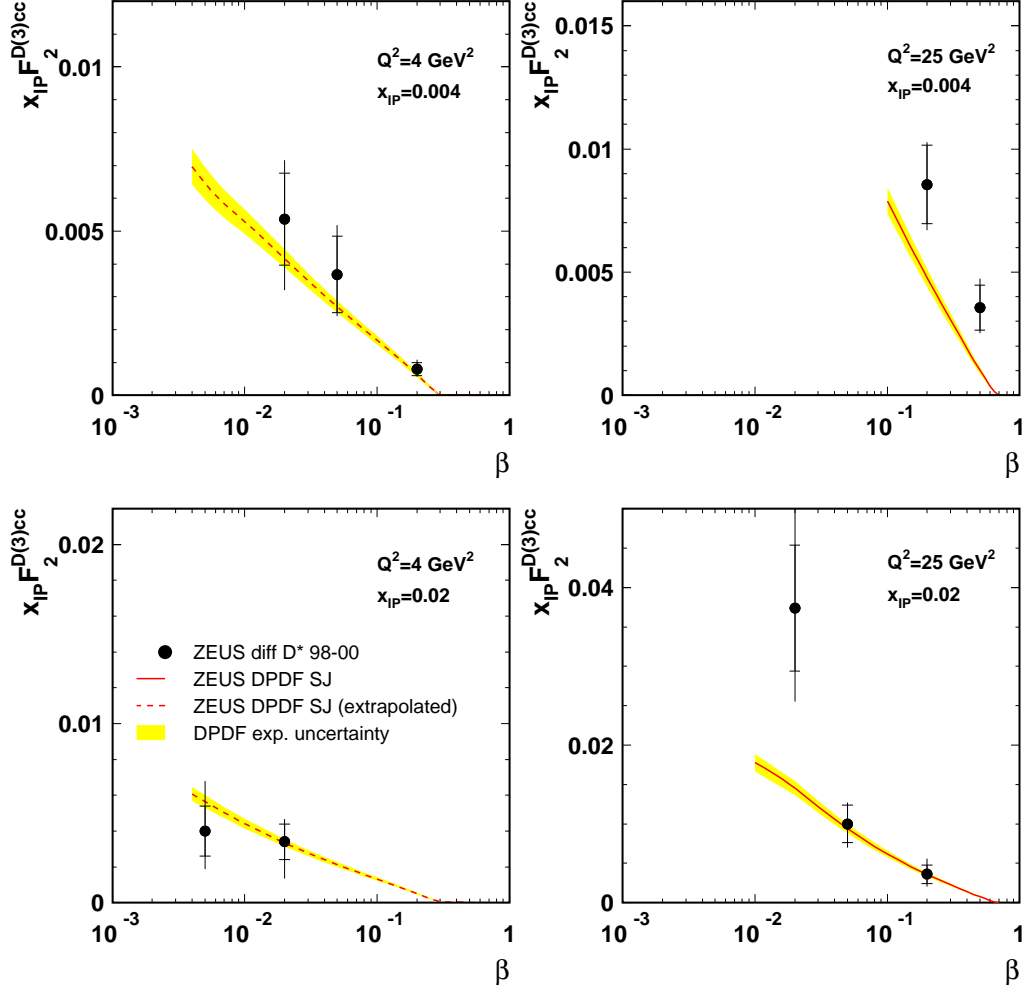 x_IP F_2^D(3)cc
Q^2=4 GeV^2
x_IP=0.004
0.01
0.005
0
10^-3 10^-2 10^-1 1
β
x_IP F_2^D(3)cc
Q^2=25 GeV^2
x_IP=0.004
0.015
0.01
0.005
0
10^-3 10^-2 10^-1 1
β
x_IP F_2^D(3)cc
Q^2=4 GeV^2
x_IP=0.02
0.02
ZEUS diff D* 98-00
ZEUS DPDF SJ
ZEUS DPDF SJ (extrapolated)
DPDF exp. uncertainty
0.01
0
10^-3 10^-2 10^-1 1
β
x_IP F_2^D(3)cc
Q^2=25 GeV^2
x_IP=0.02
0.04
0.02
0
10^-3 10^-2 10^-1 1
β